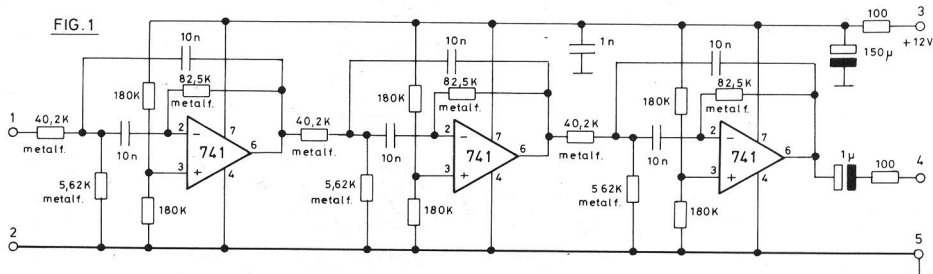 FIG.1
10n
10n
1n
10n
100
3
+12V
150µ
180K
82,5K
metalf.
180K
82,5K
metalf.
180K
82,5K
metalf.
1
40,2K
metalf.
10n
2
3
7
6
4
741
40,2K
metalf.
10n
2
3
7
6
4
741
40,2K
metalf.
10n
2
3
7
6
4
741
1µ
100
4
5,62K
metalf.
180K
5,62K
metalf.
180K
5 62K
metalf.
180K
2
5